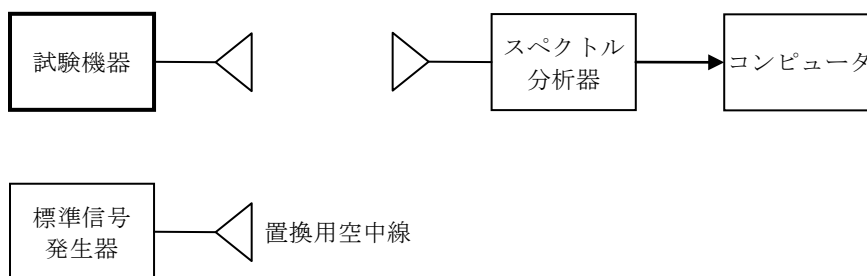 試験機器
スペクトル
分析器
コンピュータ
標準信号
発生器
置換用空中線